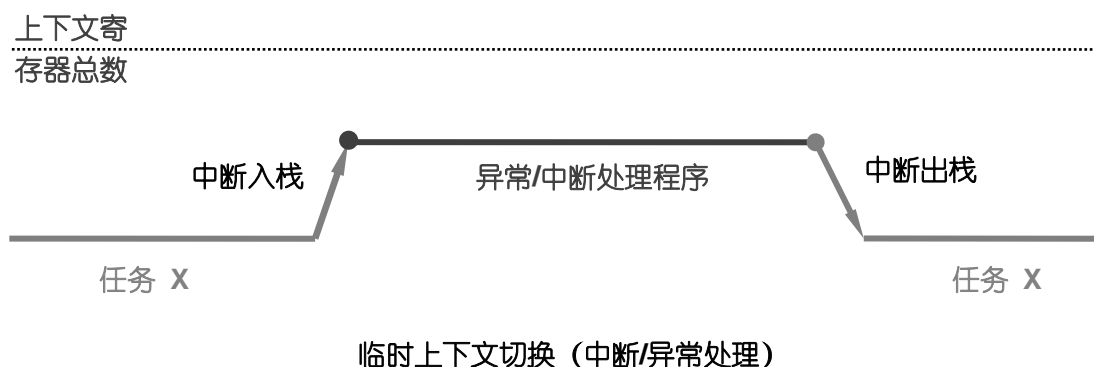 上下文寄
存器总数
中断入栈
异常/中断处理程序
中断出栈
任务 X
任务 X
临时上下文切换（中断/异常处理）